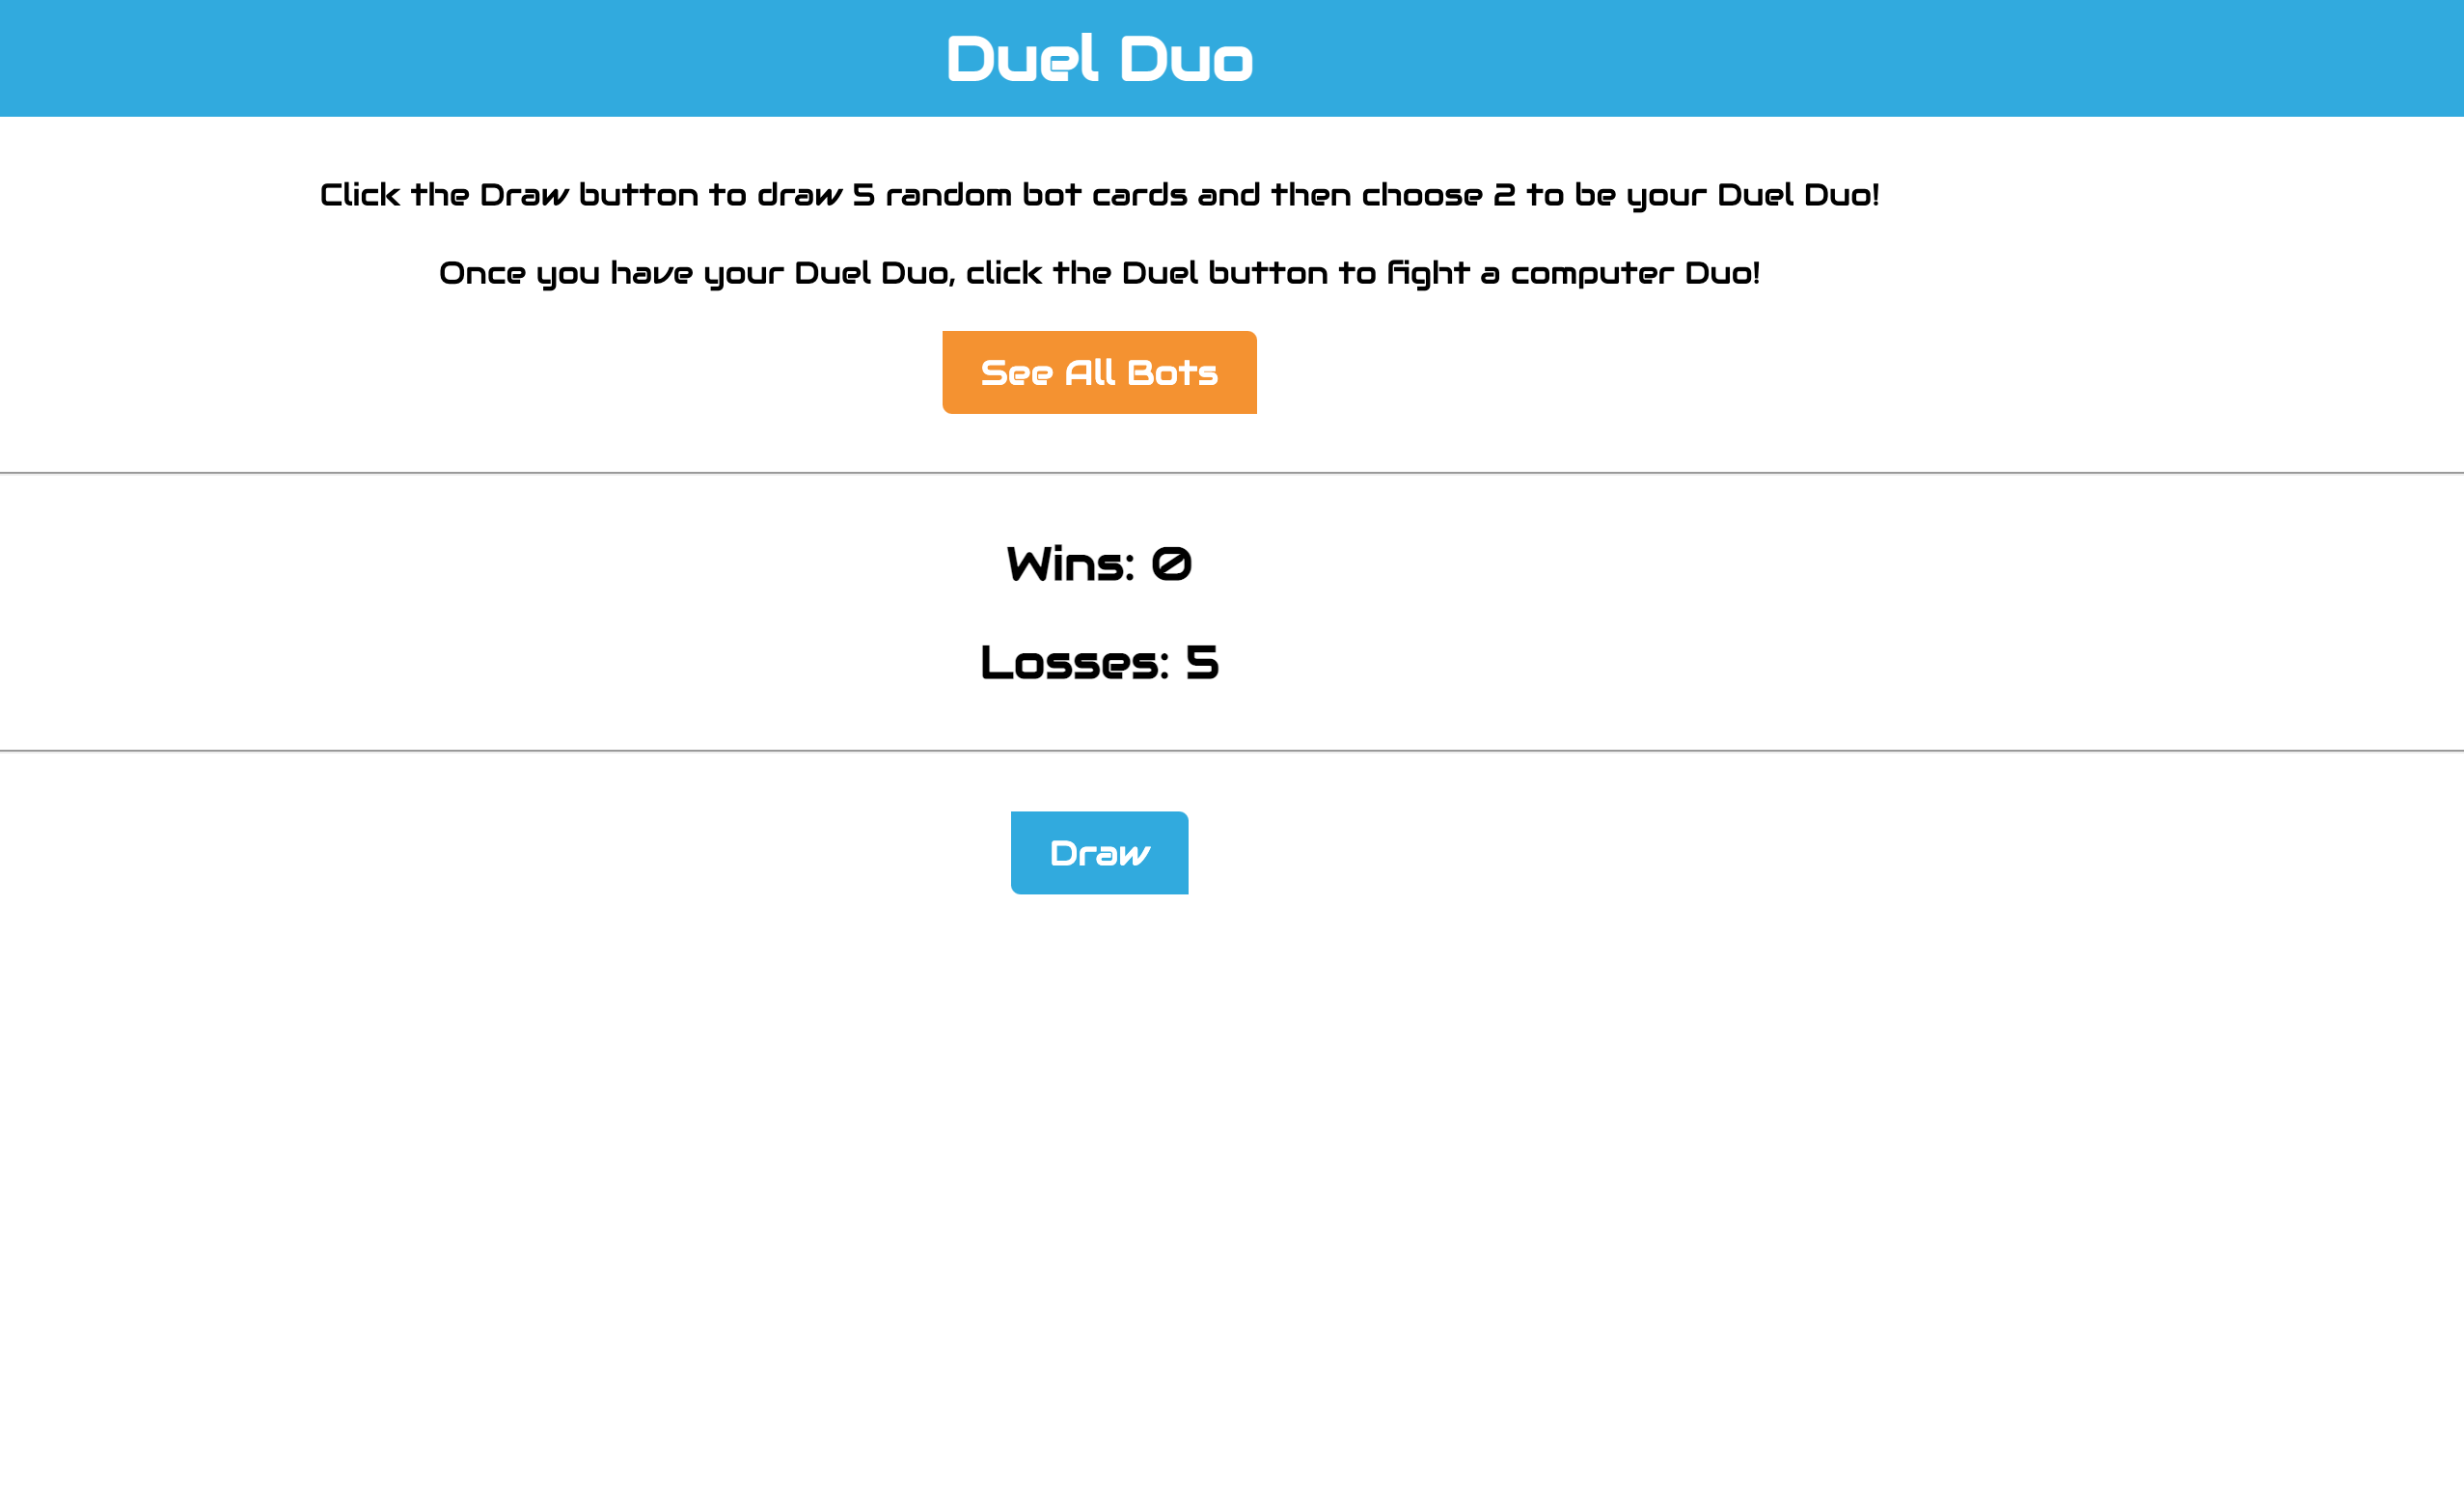 Duel Duo
Click the Draw button to draw 5 random bot cards and then choose 2 to be your Duel Duo!
Once you have your Duel Duo, click the Duel button to fight a computer Duo!
See All Bots
Wins: 0
Losses: 5
Draw